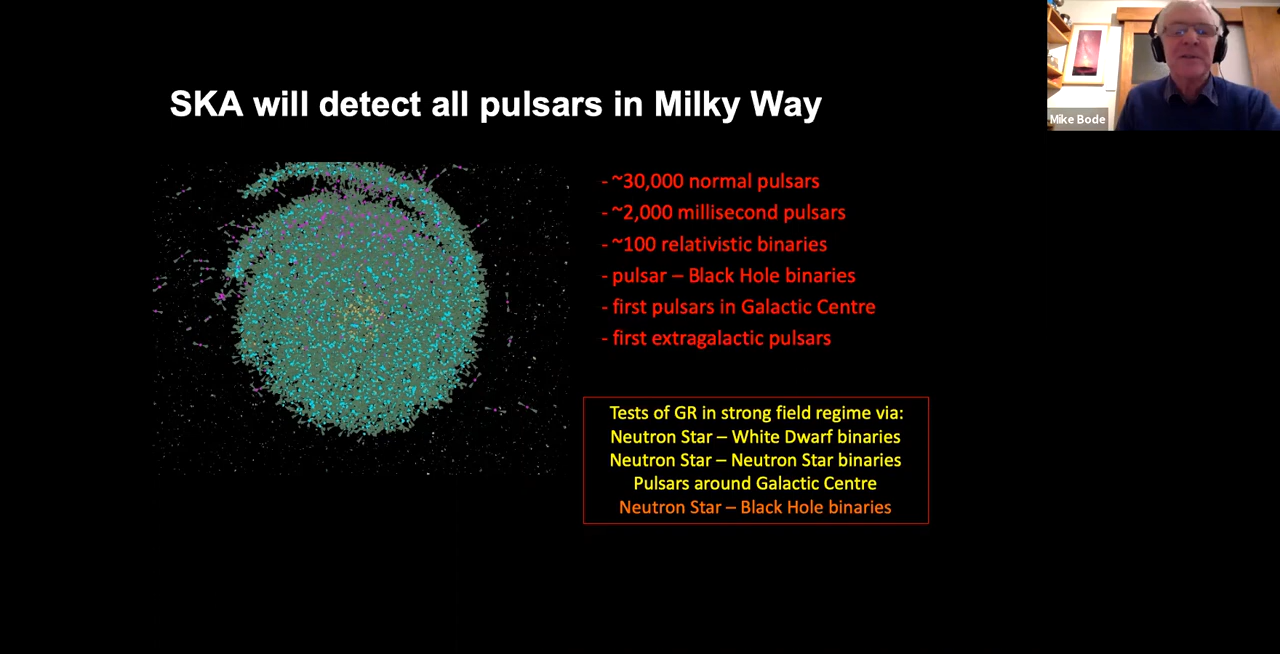 SKA will detect all pulsars in Milky Way
Mike Bode
- ~30,000 normal pulsars
- ~2,000 millisecond pulsars
- ~100 relativistic binaries
- pulsar – Black Hole binaries
- first pulsars in Galactic Centre
- first extragalactic pulsars
Tests of GR in strong field regime via:
Neutron Star – White Dwarf binaries
Neutron Star – Neutron Star binaries
Pulsars around Galactic Centre
Neutron Star – Black Hole binaries